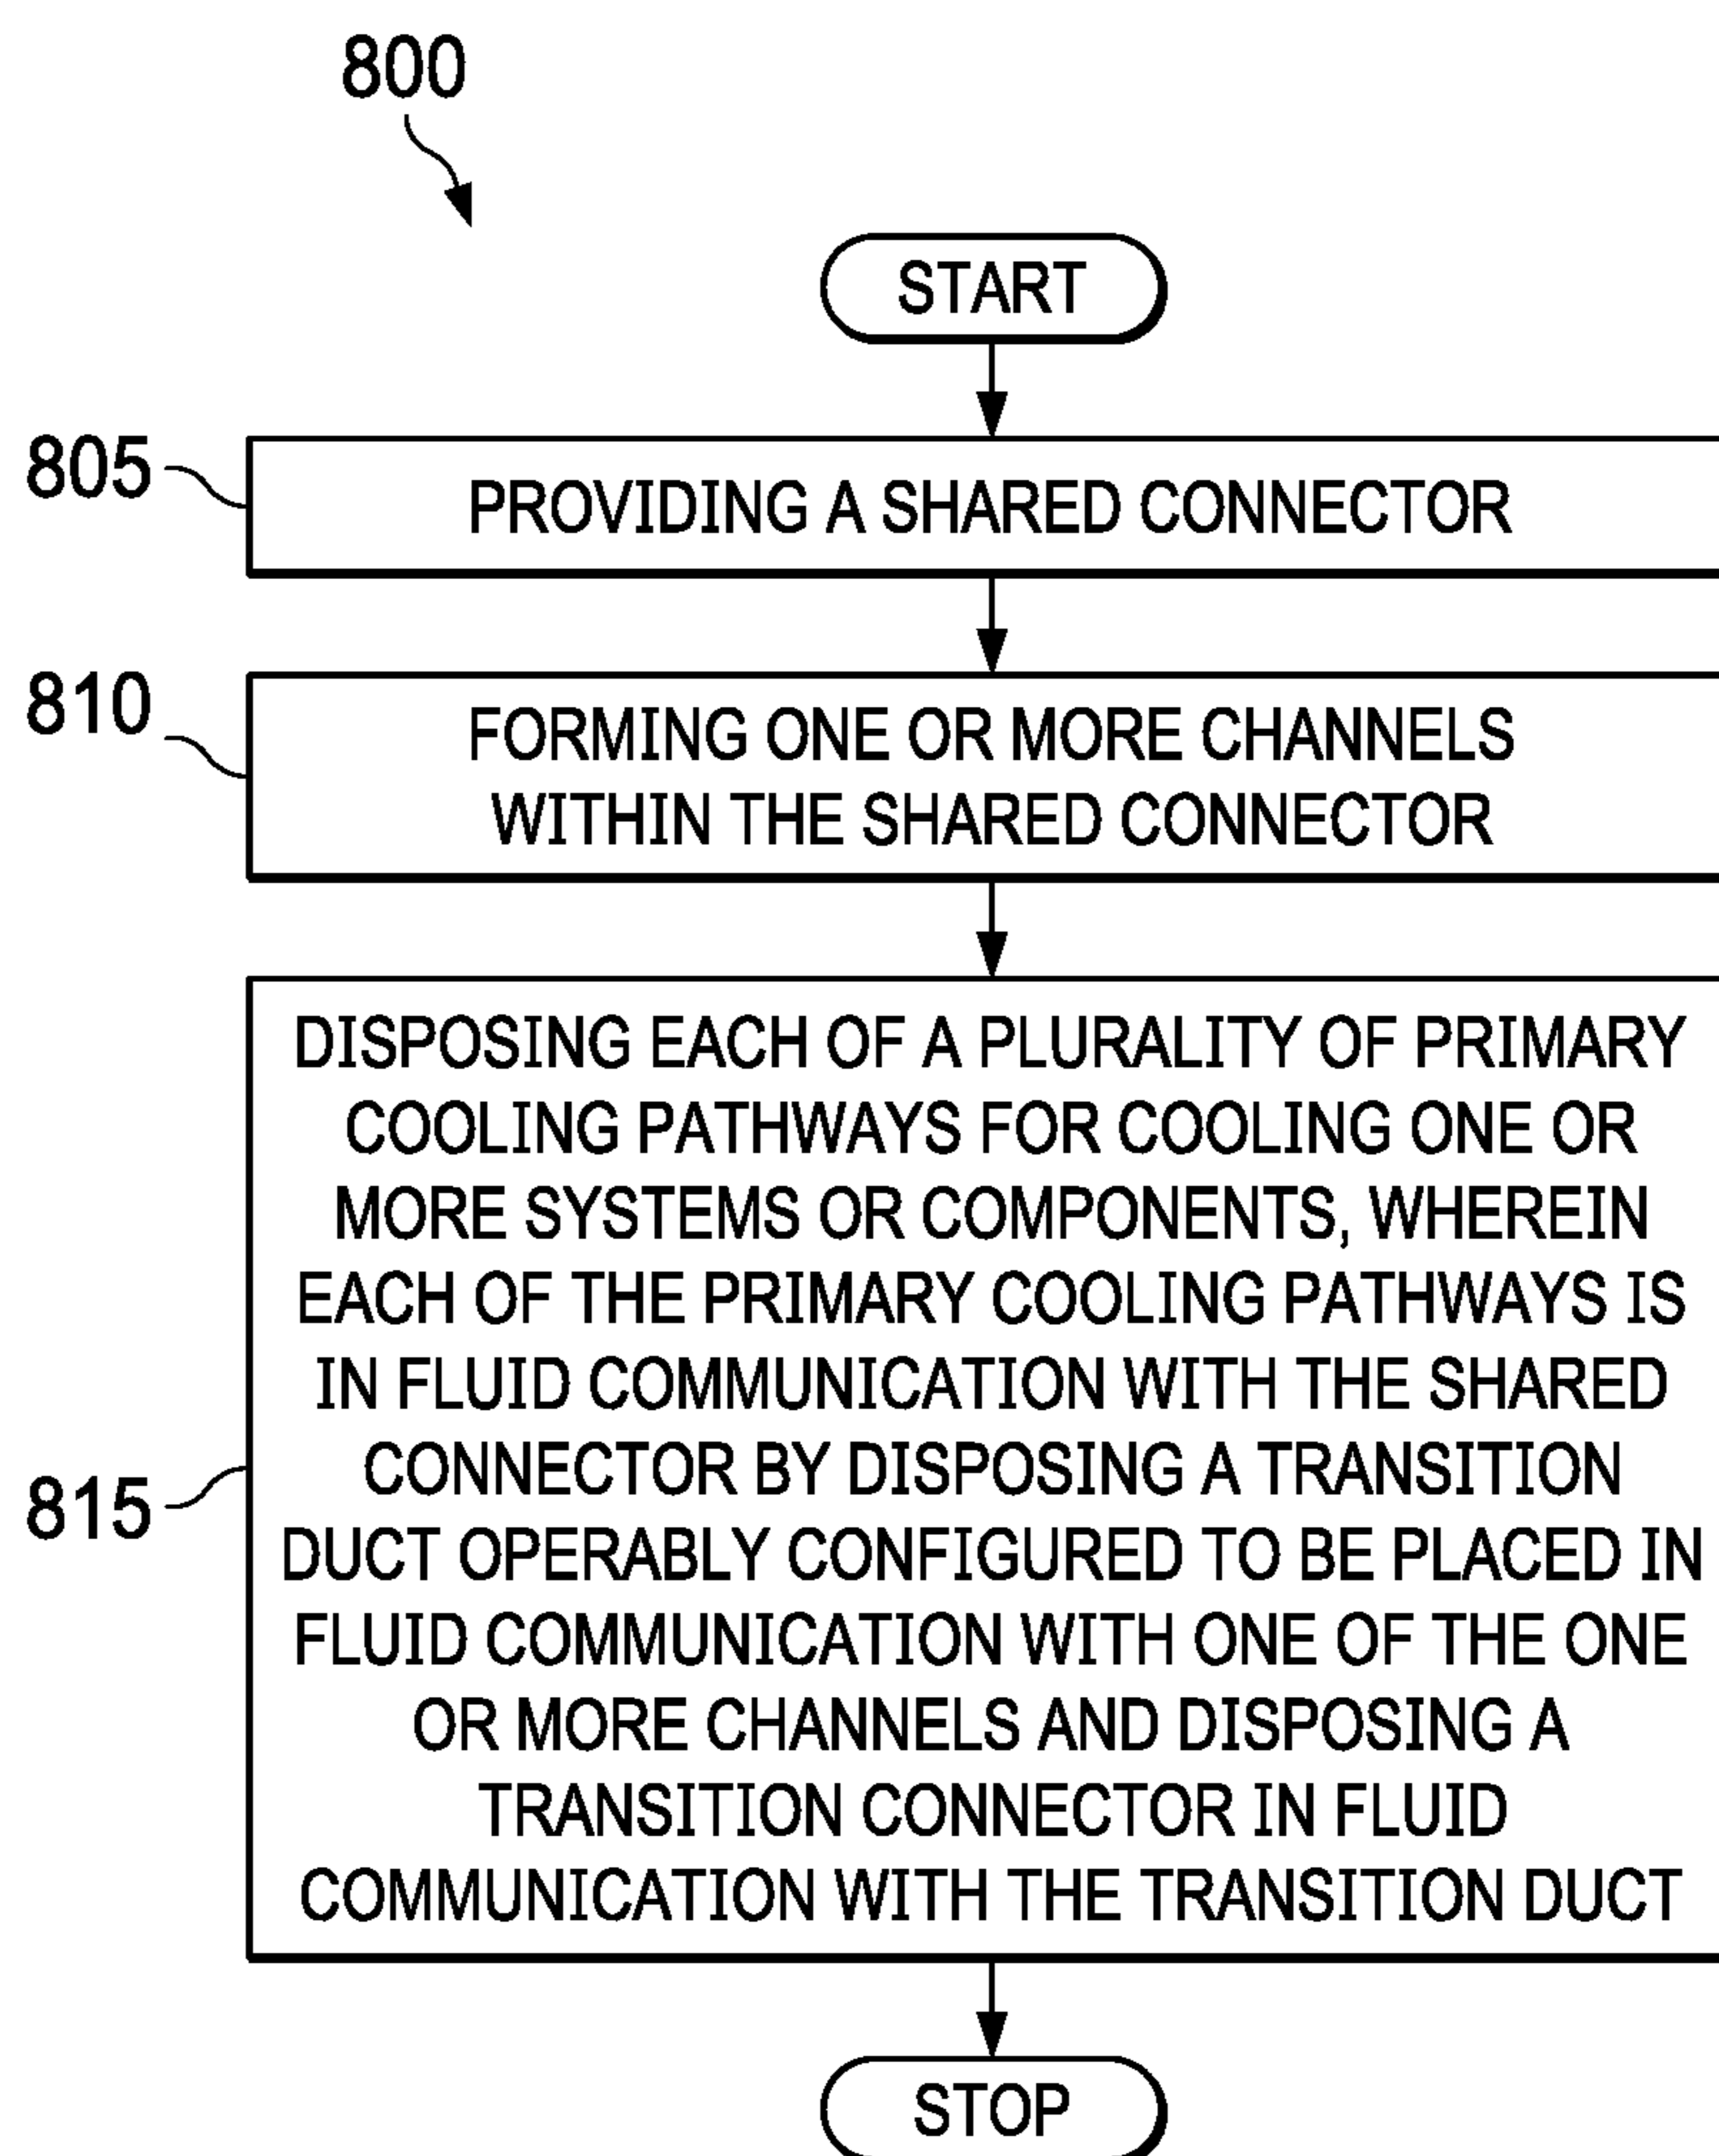 800
START
805
PROVIDING A SHARED CONNECTOR
810
FORMING ONE OR MORE CHANNELS
WITHIN THE SHARED CONNECTOR
815
DISPOSING EACH OF A PLURALITY OF PRIMARY
COOLING PATHWAYS FOR COOLING ONE OR
MORE SYSTEMS OR COMPONENTS, WHEREIN
EACH OF THE PRIMARY COOLING PATHWAYS IS
IN FLUID COMMUNICATION WITH THE SHARED
CONNECTOR BY DISPOSING A TRANSITION
DUCT OPERABLY CONFIGURED TO BE PLACED IN
FLUID COMMUNICATION WITH ONE OF THE ONE
OR MORE CHANNELS AND DISPOSING A
TRANSITION CONNECTOR IN FLUID
COMMUNICATION WITH THE TRANSITION DUCT
STOP